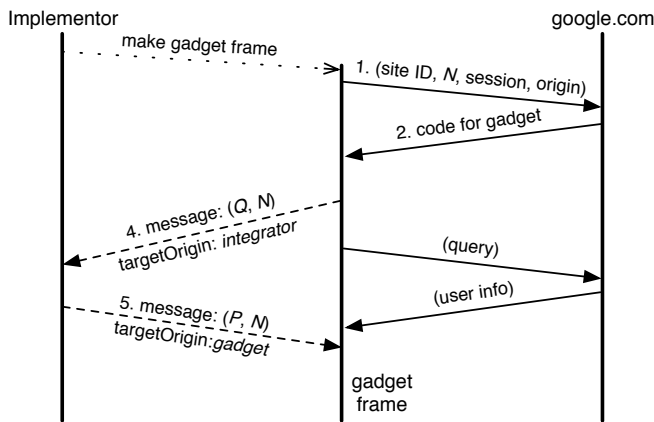 Implementor
google.com
make gadget frame
1. (site ID, N, session, origin)
2. code for gadget
4. message: (Q, N)
targetOrigin: integrator
(query)
(user info)
5. message: (P, N)
targetOrigin:gadget
gadget
frame